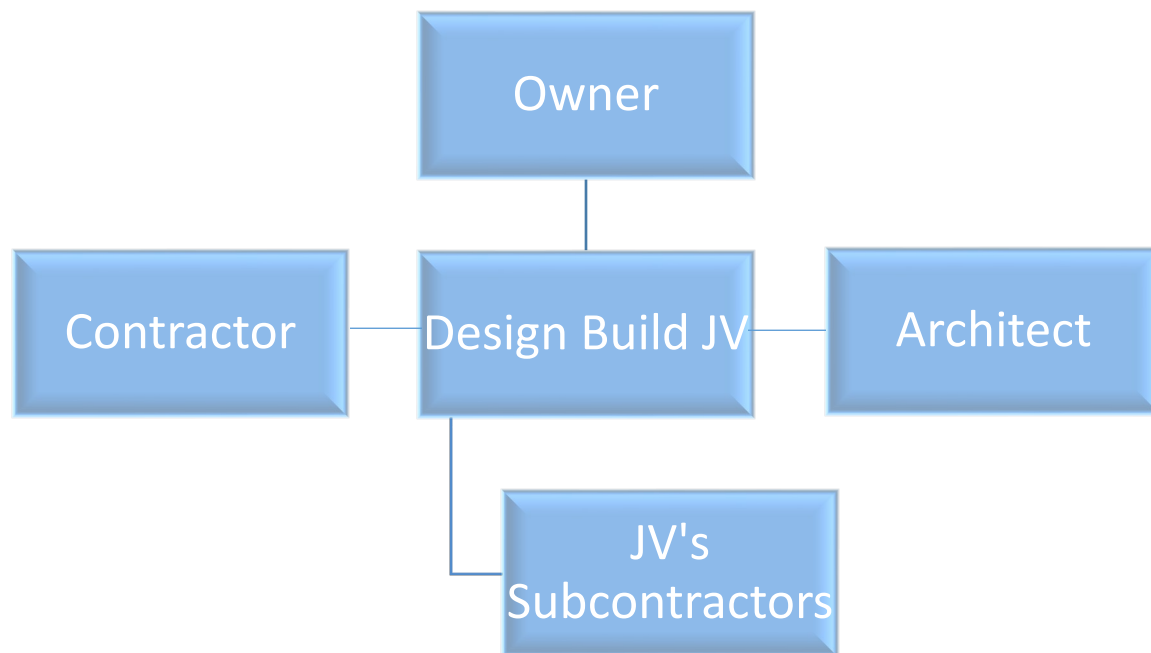 Owner
Contractor
Design Build JV
Architect
JV's
Subcontractors